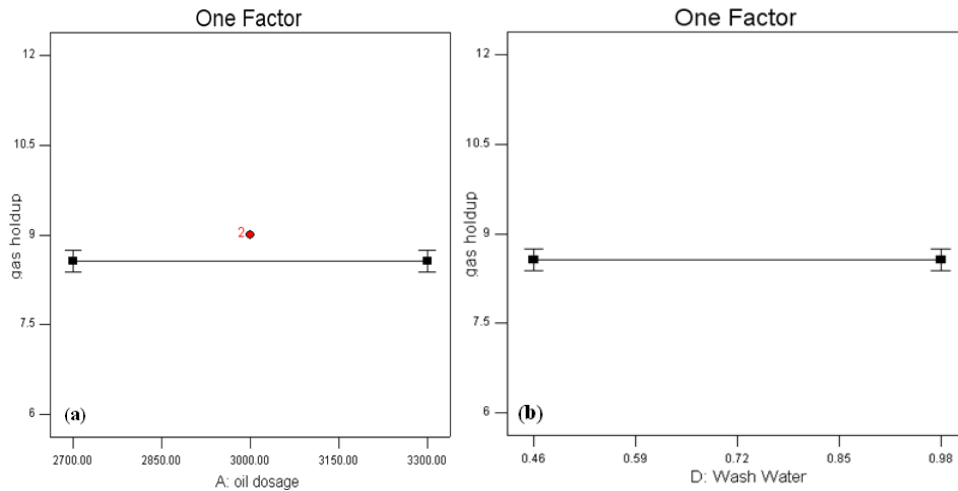 One Factor
12
10.5
9
7.5
6
gas holdup
2
(a)
2700.00 2850.00 3000.00 3150.00 3300.00
A: oil dosage
One Factor
12
10.5
9
7.5
6
gas holdup
(b)
0.46 0.59 0.72 0.85 0.98
D: Wash Water